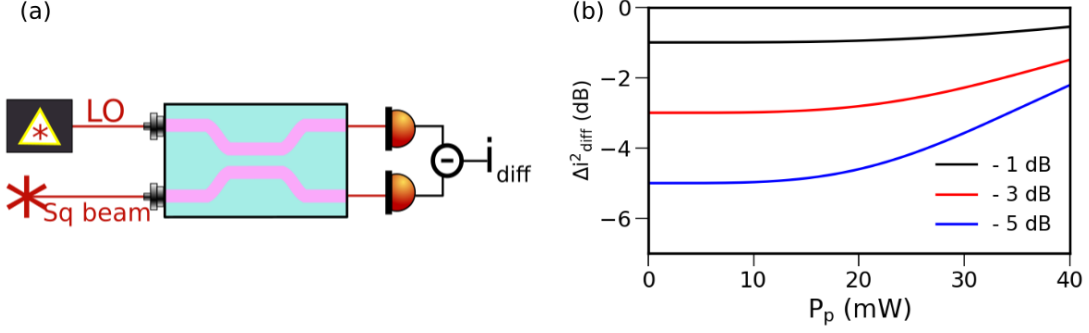 (a)
LO
Sq beam
-
i diff
(b)
0
−2
−4
−6
Δi²diff (dB)
- 1 dB
- 3 dB
- 5 dB
0 10 20 30 40
Pp (mW)